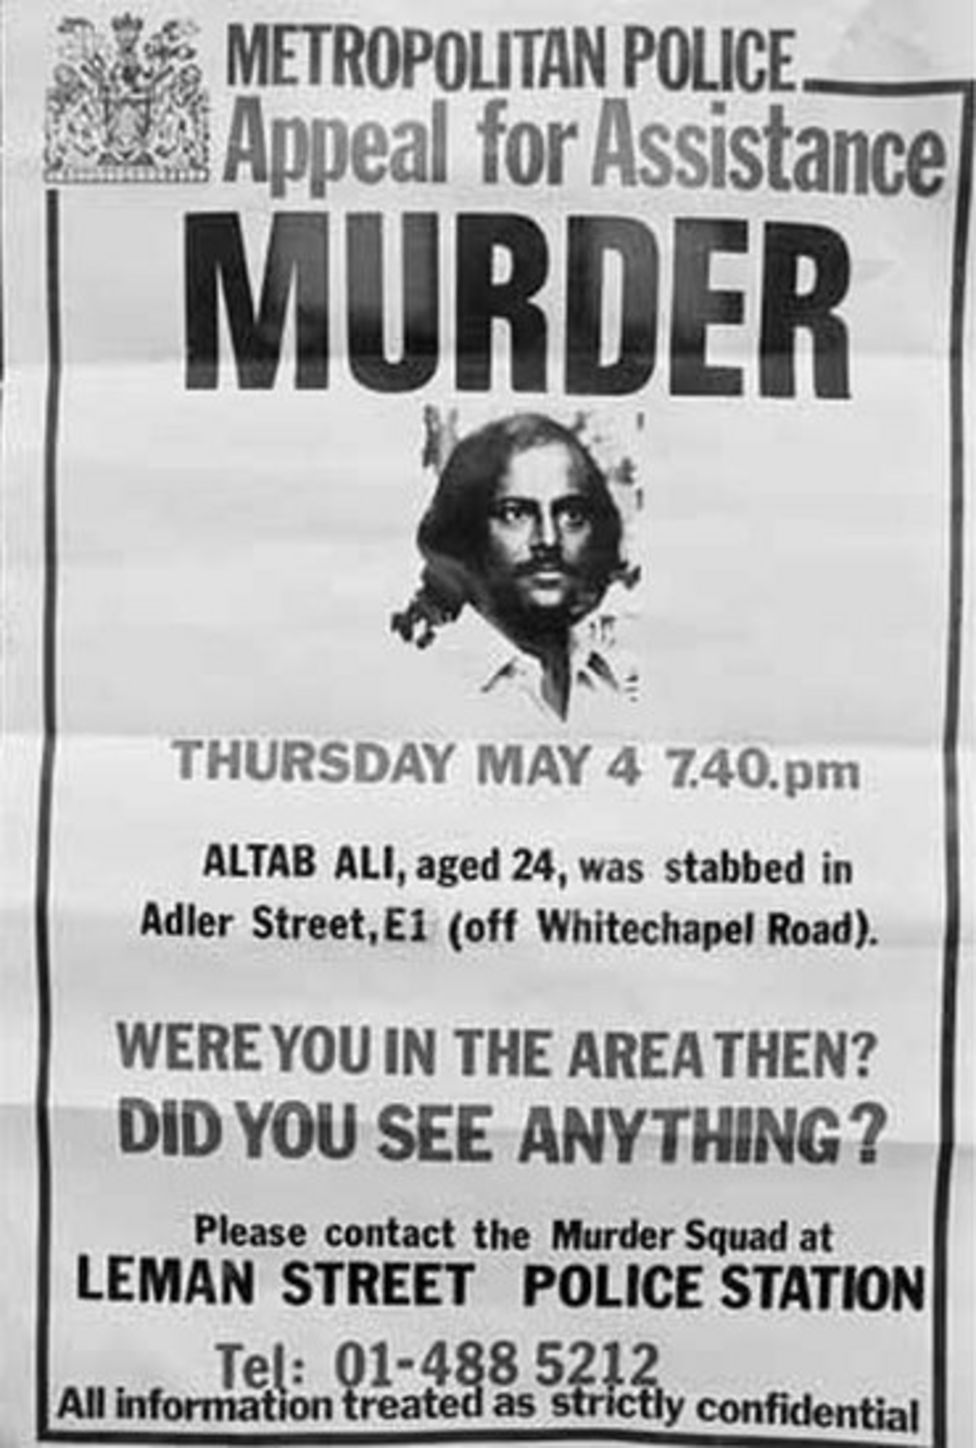 METROPOLITAN POLICE
Appeal for Assistance
MURDER
THURSDAY MAY 4 7.40.pm
ALTAB ALI, aged 24, was stabbed in
Adler Street, E1 (off Whitechapel Road).
WERE YOU IN THE AREA THEN?
DID YOU SEE ANYTHING?
Please contact the Murder Squad at
LEMAN STREET POLICE STATION
Tel: 01-488 5212
All information treated as strictly confidential